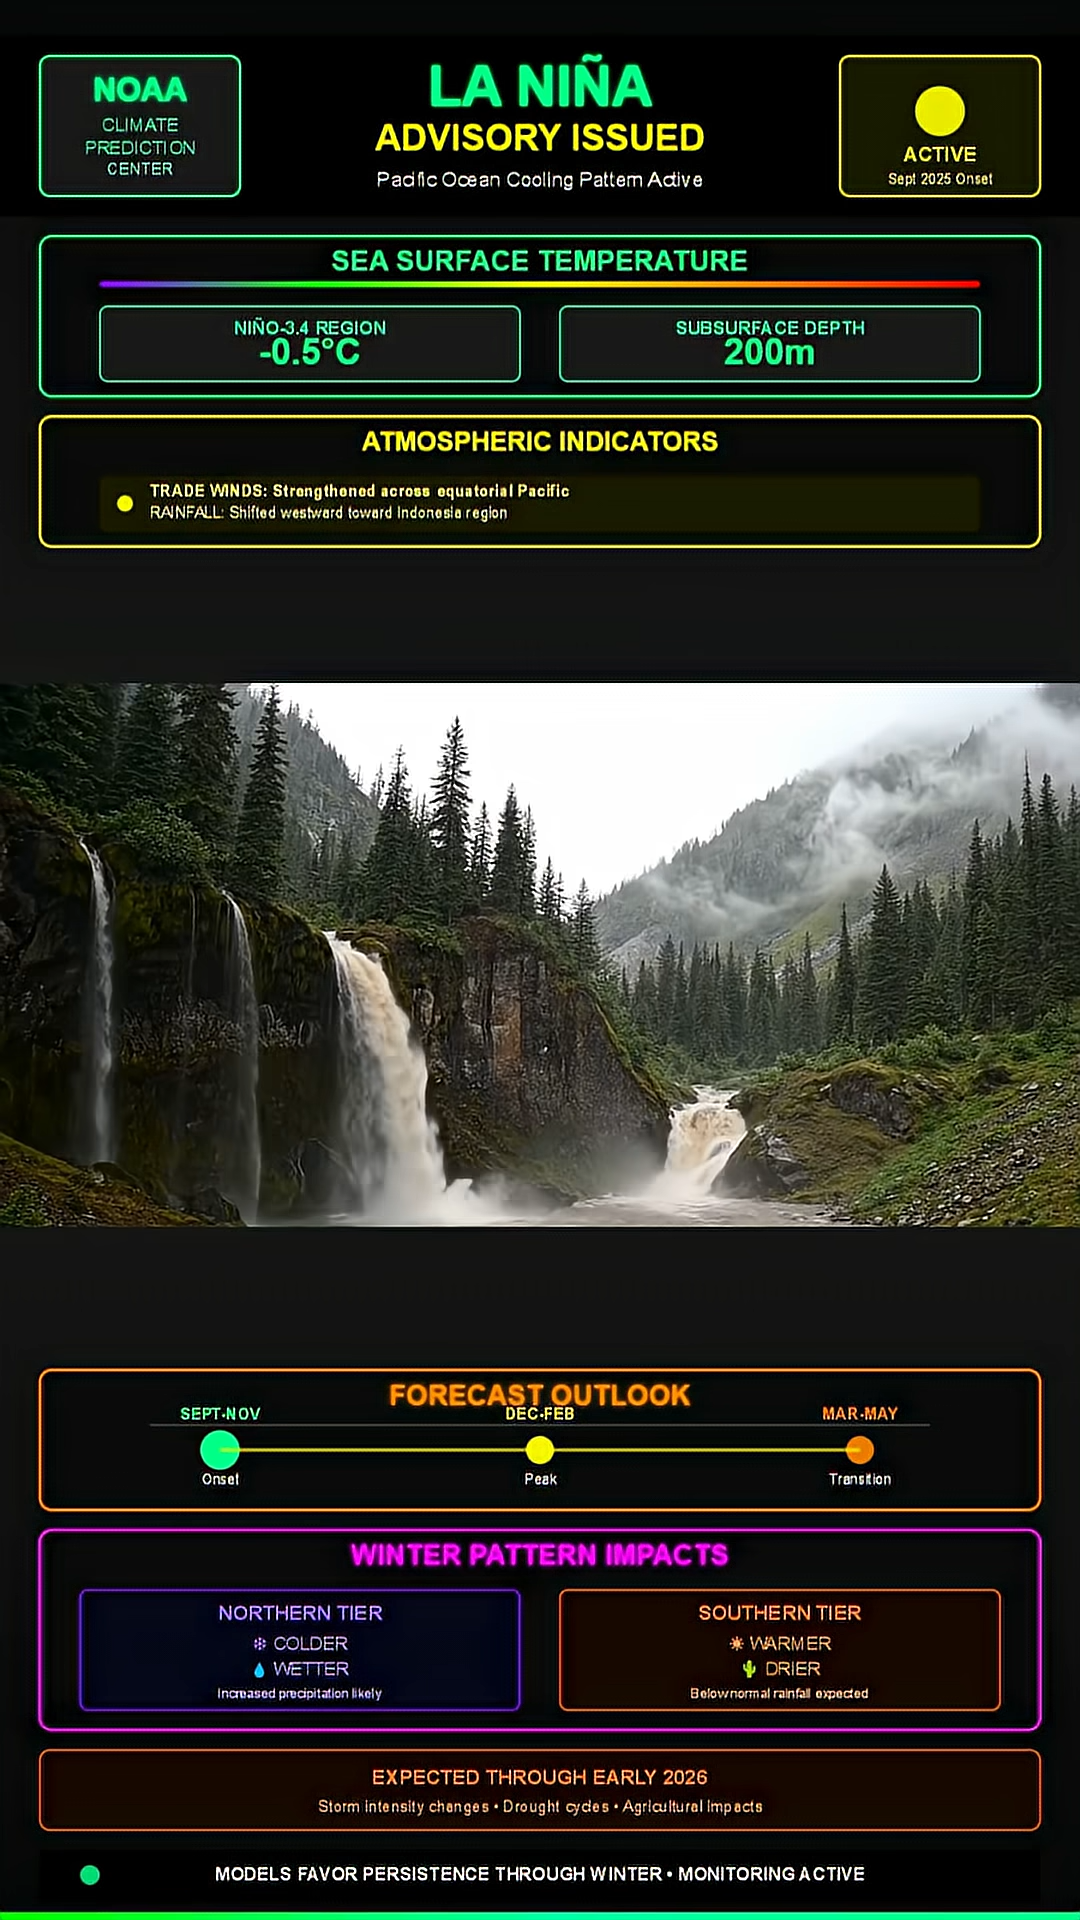 NOAA
CLIMATE
PREDICTION
CENTER
LA NIÑA
ADVISORY ISSUED
Pacific Ocean Cooling Pattern Active
ACTIVE
Sept 2025 Onset
SEA SURFACE TEMPERATURE
NIÑO-3.4 REGION
-0.5°C
SUBSURFACE DEPTH
200m
ATMOSPHERIC INDICATORS
TRADE WINDS: Strengthened across equatorial Pacific
RAINFALL: Shifted westward toward Indonesia region
FORECAST OUTLOOK
SEPT-NOV
DEC-FEB
MAR-MAY
Onset
Peak
Transition
WINTER PATTERN IMPACTS
NORTHERN TIER
❄ COLDER
💧 WETTER
Increased precipitation likely
SOUTHERN TIER
☀ WARMER
🌵 DRIER
Below normal rainfall expected
EXPECTED THROUGH EARLY 2026
Storm intensity changes • Drought cycles • Agricultural impacts
MODELS FAVOR PERSISTENCE THROUGH WINTER • MONITORING ACTIVE